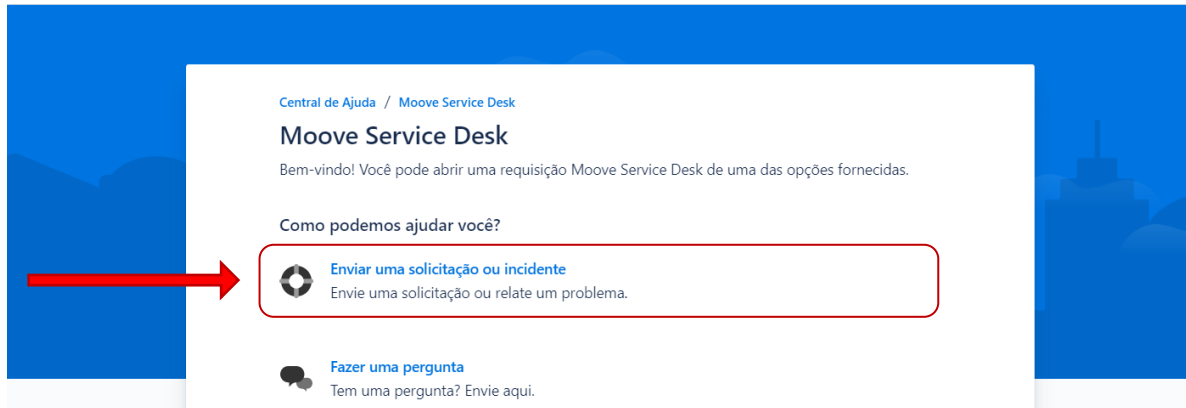 Central de Ajuda / Moove Service Desk
Moove Service Desk
Bem-vindo! Você pode abrir uma requisição Moove Service Desk de uma das opções fornecidas.
Como podemos ajudar você?
Enviar uma solicitação ou incidente
Envie uma solicitação ou relate um problema.
Fazer uma pergunta
Tem uma pergunta? Envie aqui.